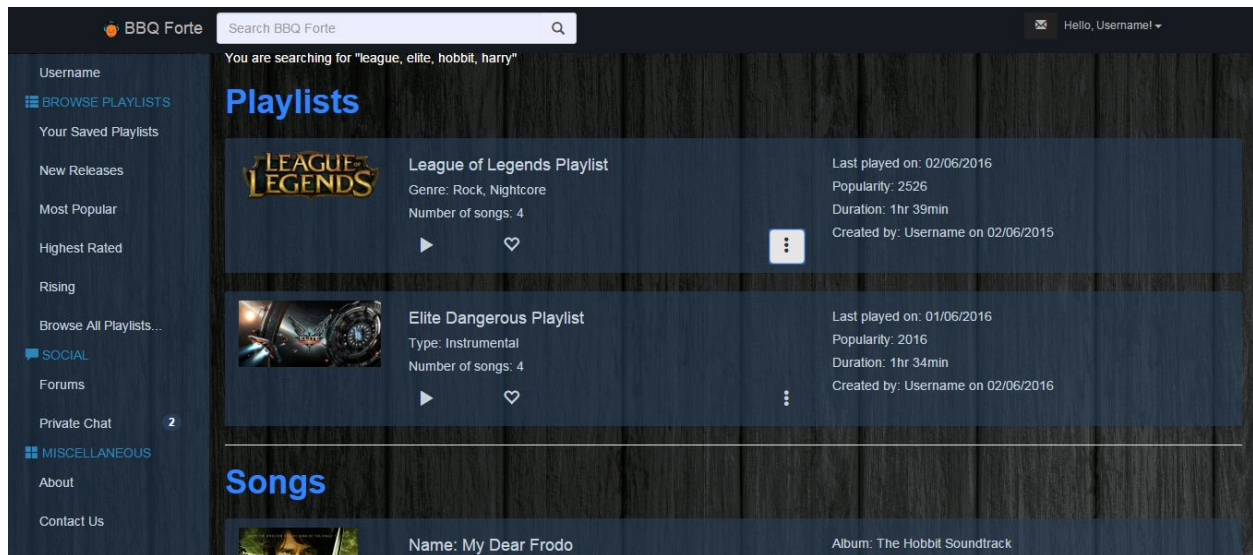 BBQ Forte
Search BBQ Forte
Hello, Username!
Username
BROWSE PLAYLISTS
Your Saved Playlists
New Releases
Most Popular
Highest Rated
Rising
Browse All Playlists...
SOCIAL
Forums
Private Chat 2
MISCELLANEOUS
About
Contact Us
You are searching for "league, elite, hobbit, harry"
Playlists
LEAGUE OF
LEGENDS
League of Legends Playlist
Genre: Rock, Nightcore
Number of songs: 4
Last played on: 02/06/2016
Popularity: 2526
Duration: 1hr 39min
Created by: Username on 02/06/2015
ELITE
Elite Dangerous Playlist
Type: Instrumental
Number of songs: 4
Last played on: 01/06/2016
Popularity: 2016
Duration: 1hr 34min
Created by: Username on 02/06/2016
Songs
Name: My Dear Frodo
Album: The Hobbit Soundtrack